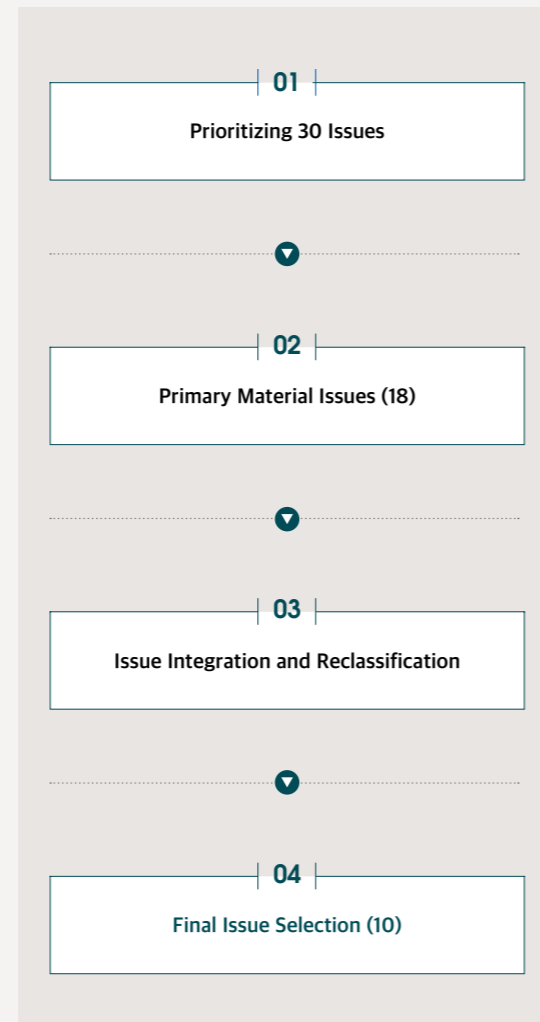 01
Prioritizing 30 Issues
02
Primary Material Issues (18)
03
Issue Integration and Reclassification
04
Final Issue Selection (10)